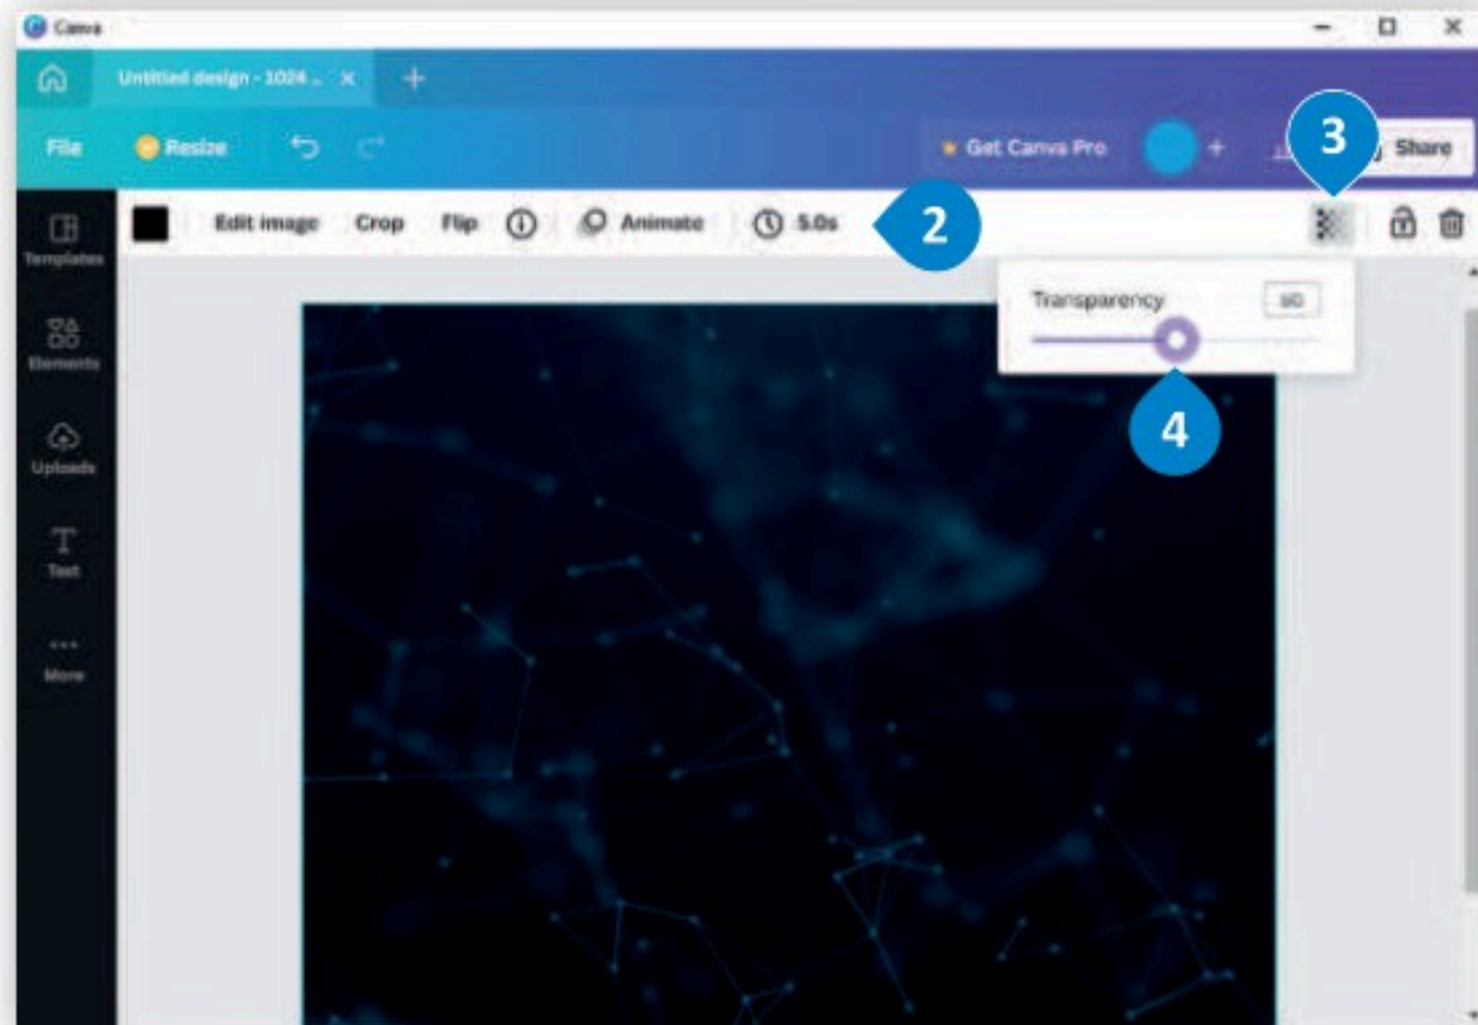 Canva
Untitled design - 1024 ...
File
Resize
Get Canva Pro
3
Share
Edit image
Crop
Flip
Animate
5.0s
2
Templates
Transparency
4
Elements
Uploads
Text
More